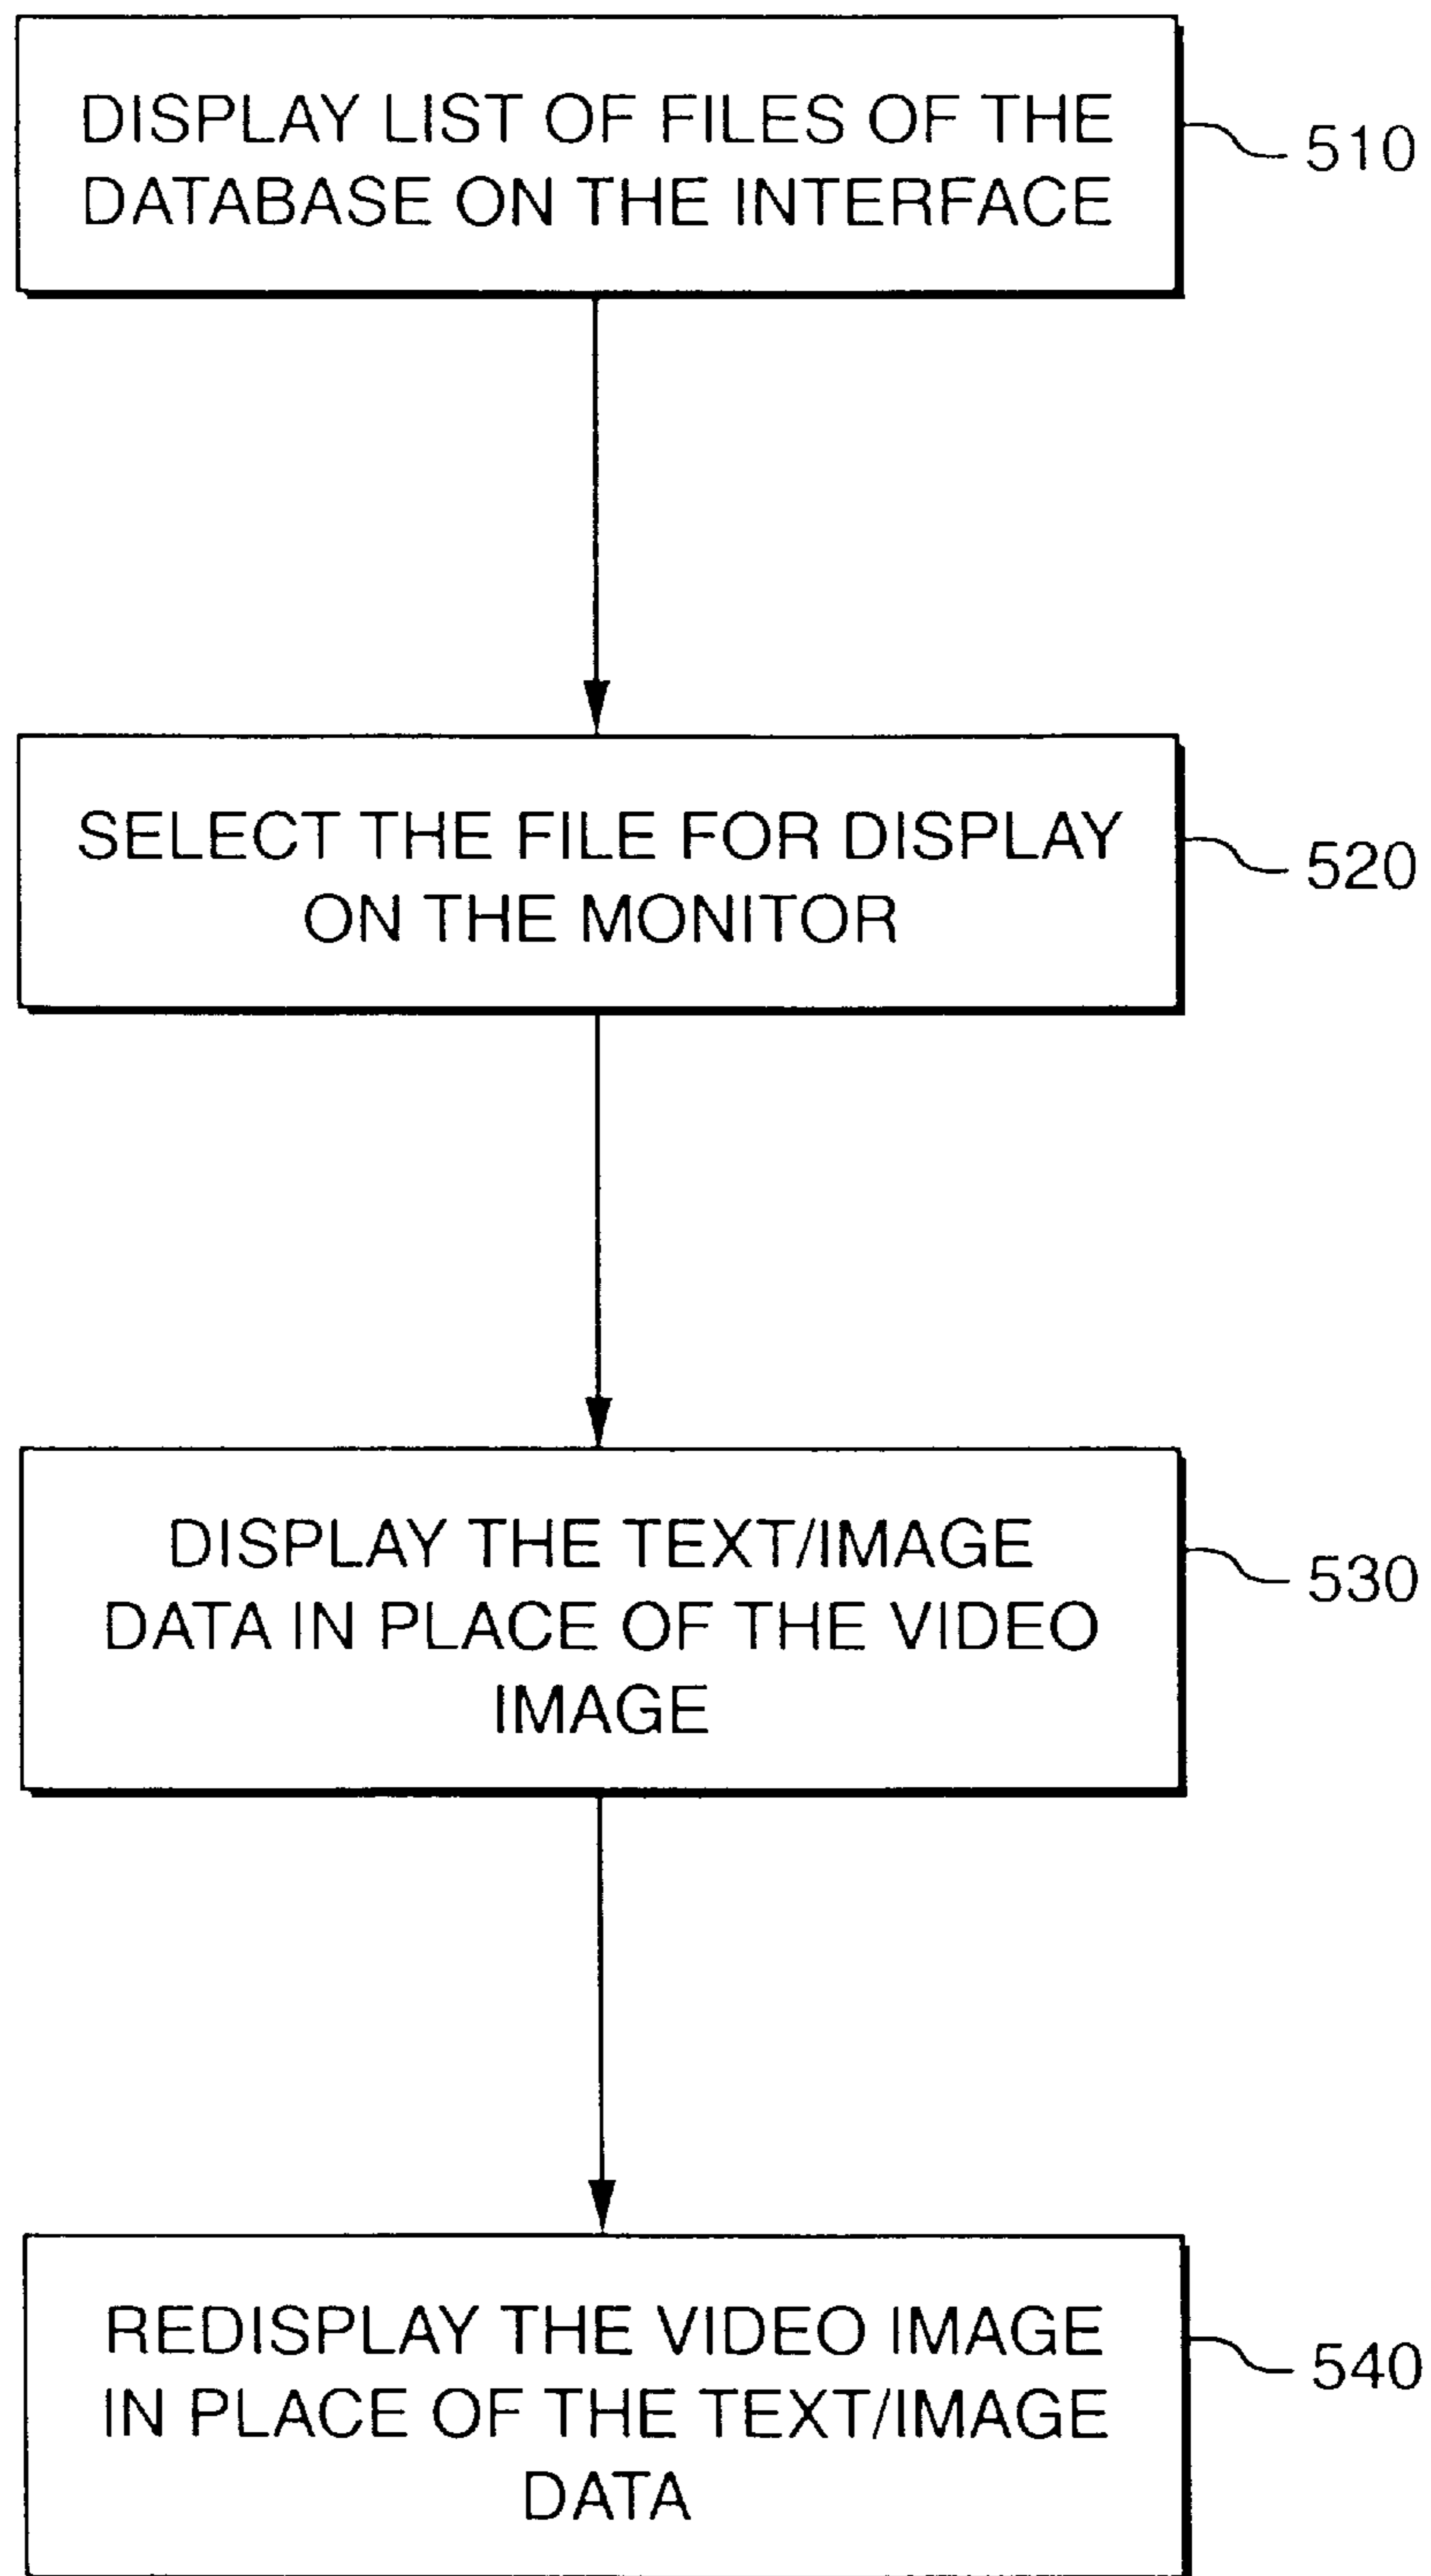 DISPLAY LIST OF FILES OF THE
DATABASE ON THE INTERFACE
510
SELECT THE FILE FOR DISPLAY
ON THE MONITOR
520
DISPLAY THE TEXT/IMAGE
DATA IN PLACE OF THE VIDEO
IMAGE
530
REDISPLAY THE VIDEO IMAGE
IN PLACE OF THE TEXT/IMAGE
DATA
540